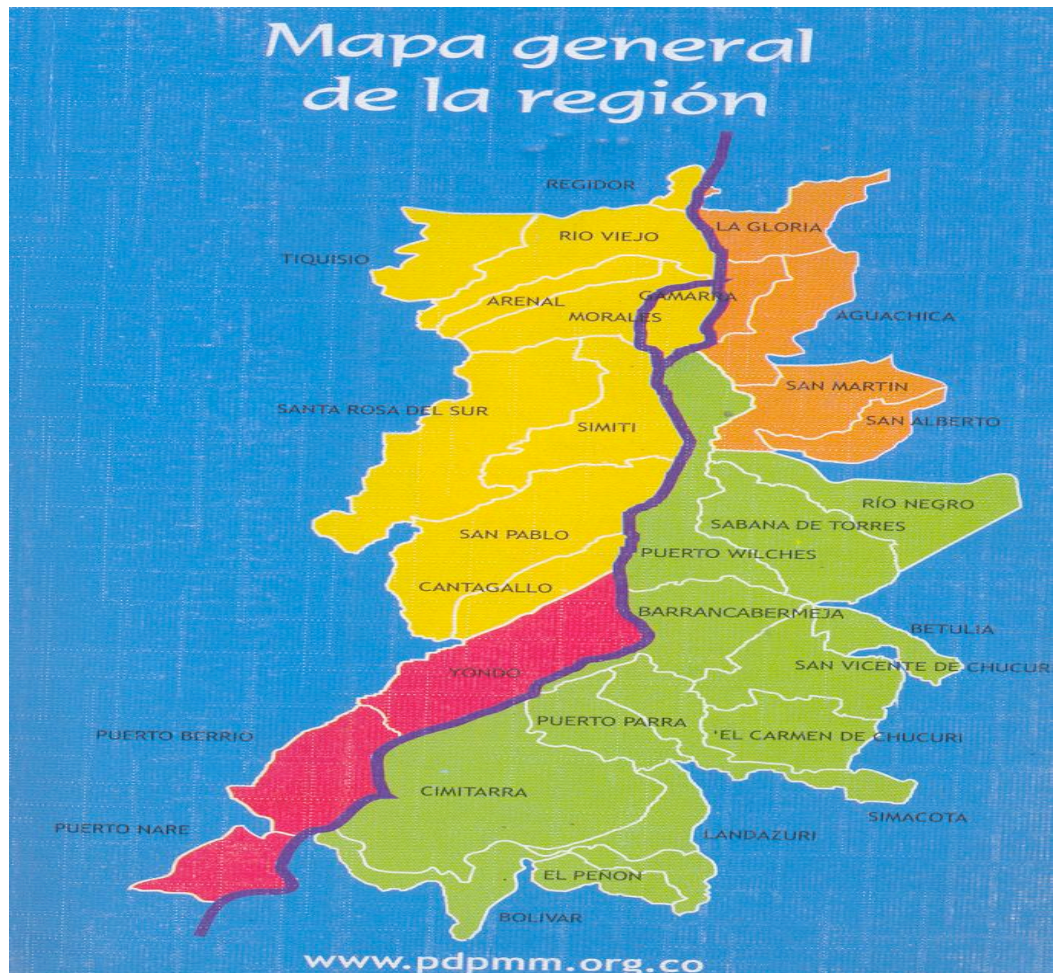 Mapa general
de la región
REGIDOR
LA GLORIA
RIO VIEJO
TIQUISIO
GAMARRA
ARENAL
MORALES
AGUACHICA
SAN MARTIN
SANTA ROSA DEL SUR
SAN ALBERTO
SIMITI
RÍO NEGRO
SABANA DE TORRES
SAN PABLO
PUERTO WILCHES
CANTAGALLO
BARRANCABERMEJA
BETULIA
SAN VICENTE DE CHUCURI
YONDO
PUERTO PARRA
PUERTO BERRIO
'EL CARMEN DE CHUCURI
CIMITARRA
SIMACOTA
PUERTO NARE
LANDAZURI
EL PEÑON
BOLIVAR
www.pdpmm.org.co